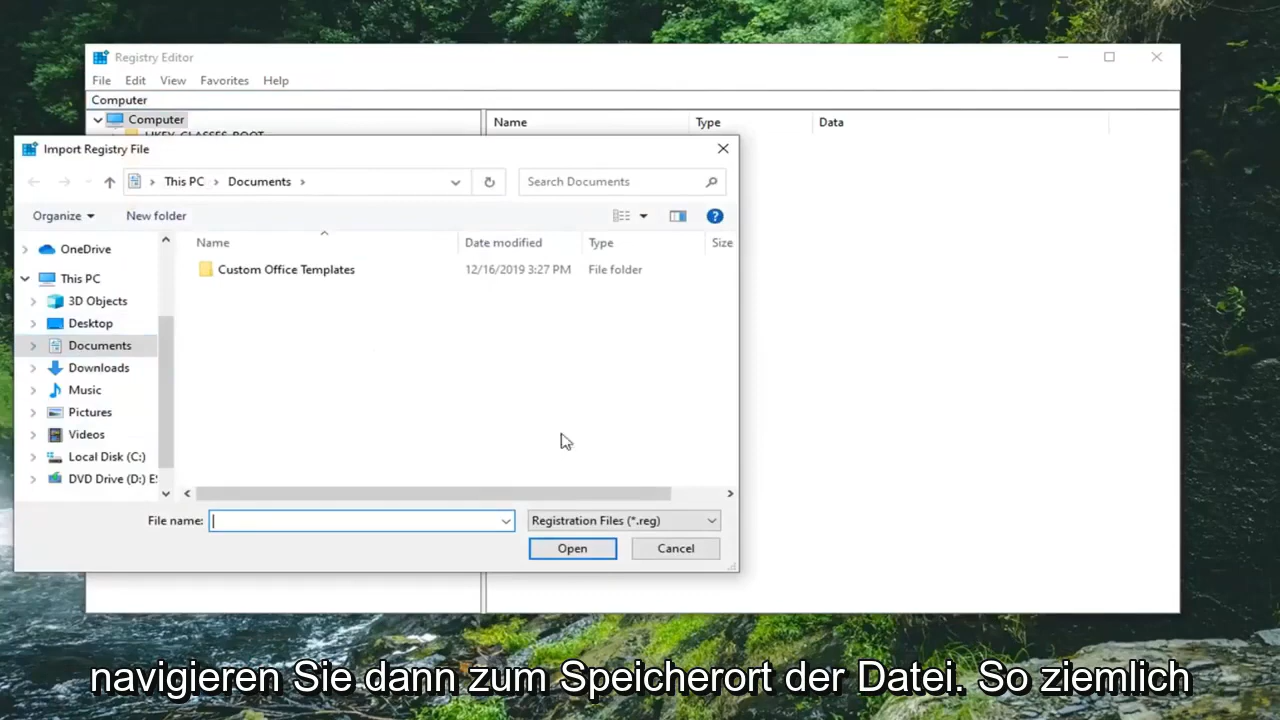 Registry Editor
File Edit View Favorites Help
Computer
Computer
HKEY_CLASSES_ROOT
Name Type Data
Import Registry File
This PC Documents
Search Documents
Organize New folder
Name Date modified Type Size
OneDrive
Custom Office Templates 12/16/2019 3:27 PM File folder
This PC
3D Objects
Desktop
Documents
Downloads
Music
Pictures
Videos
Local Disk (C:)
DVD Drive (D:) ES
File name: Registration Files (*.reg)
Open Cancel
navigieren Sie dann zum Speicherort der Datei. So ziemlich